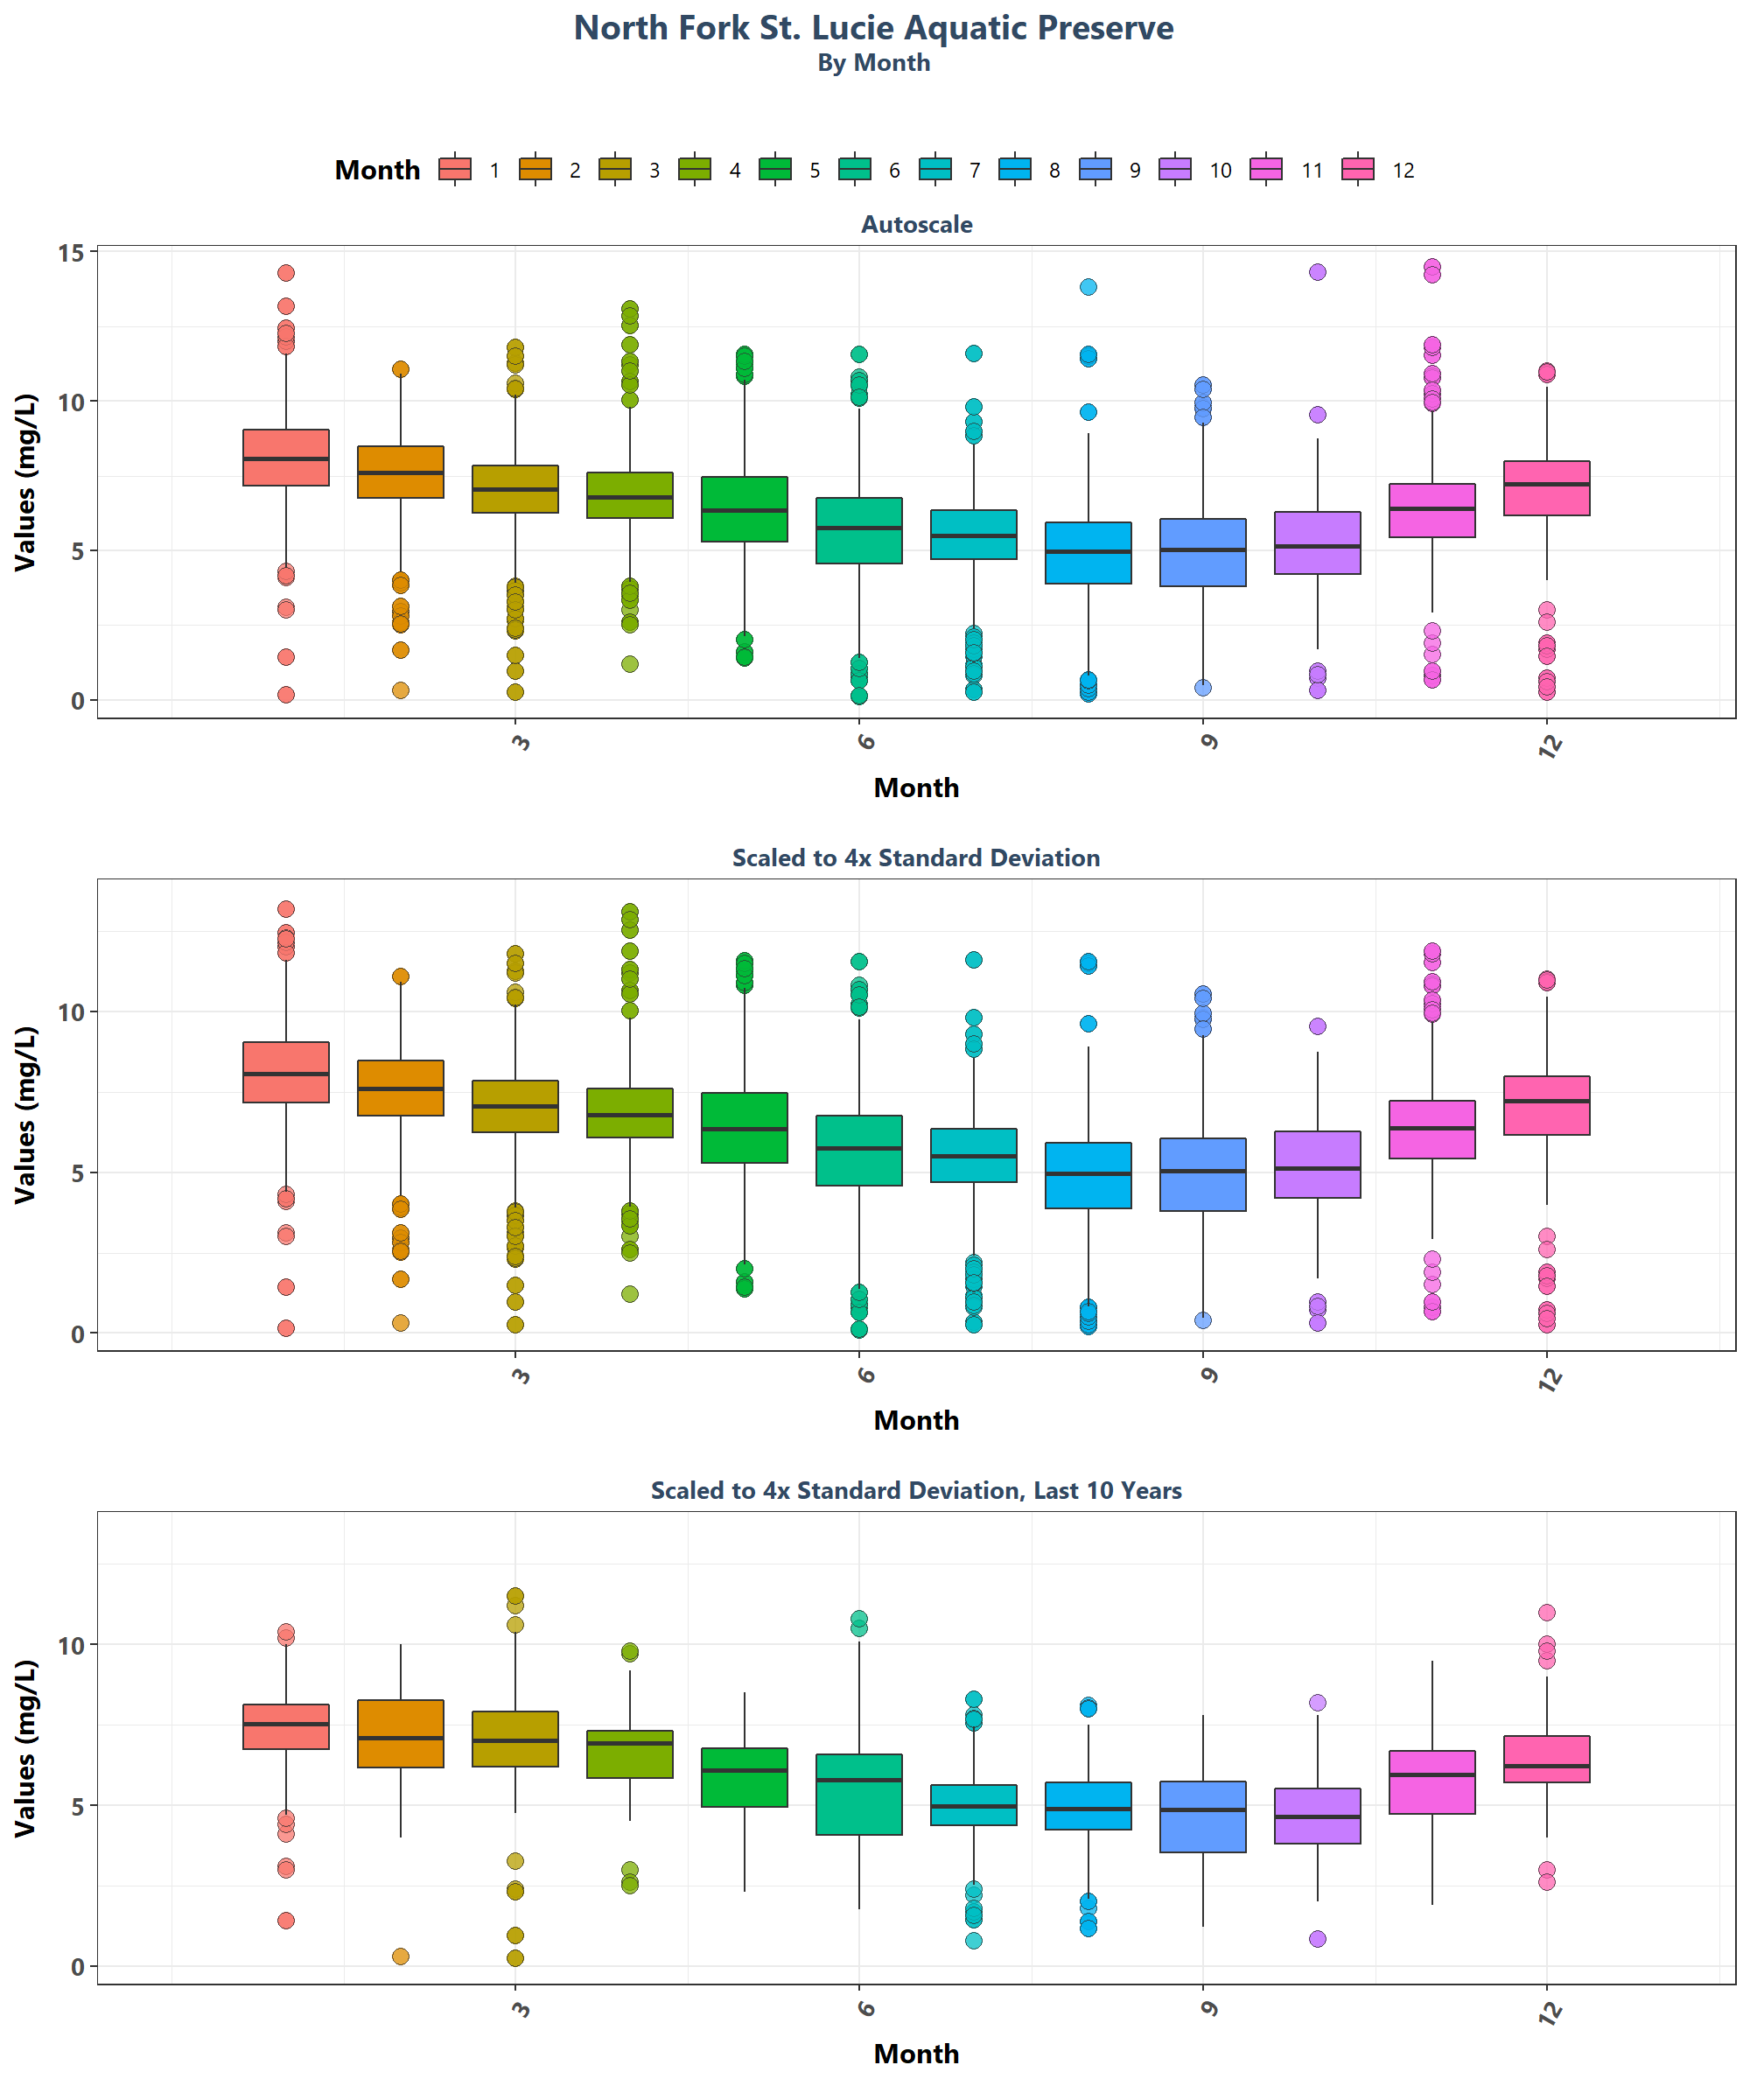 North Fork St. Lucie Aquatic Preserve
By Month
Month 1 2 3 4 5 6 7 8 9 10 11 12
Autoscale
Values (mg/L)
15
10
5
0
3 6 9 12
Month
Scaled to 4x Standard Deviation
Values (mg/L)
10
5
0
3 6 9 12
Month
Scaled to 4x Standard Deviation, Last 10 Years
Values (mg/L)
10
5
0
3 6 9 12
Month